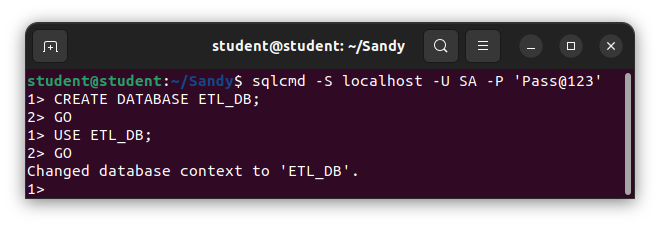 student@student: ~/Sandy
student@student:~/Sandy$ sqlcmd -S localhost -U SA -P 'Pass@123'
1> CREATE DATABASE ETL_DB;
2> GO
1> USE ETL_DB;
2> GO
Changed database context to 'ETL_DB'.
1>